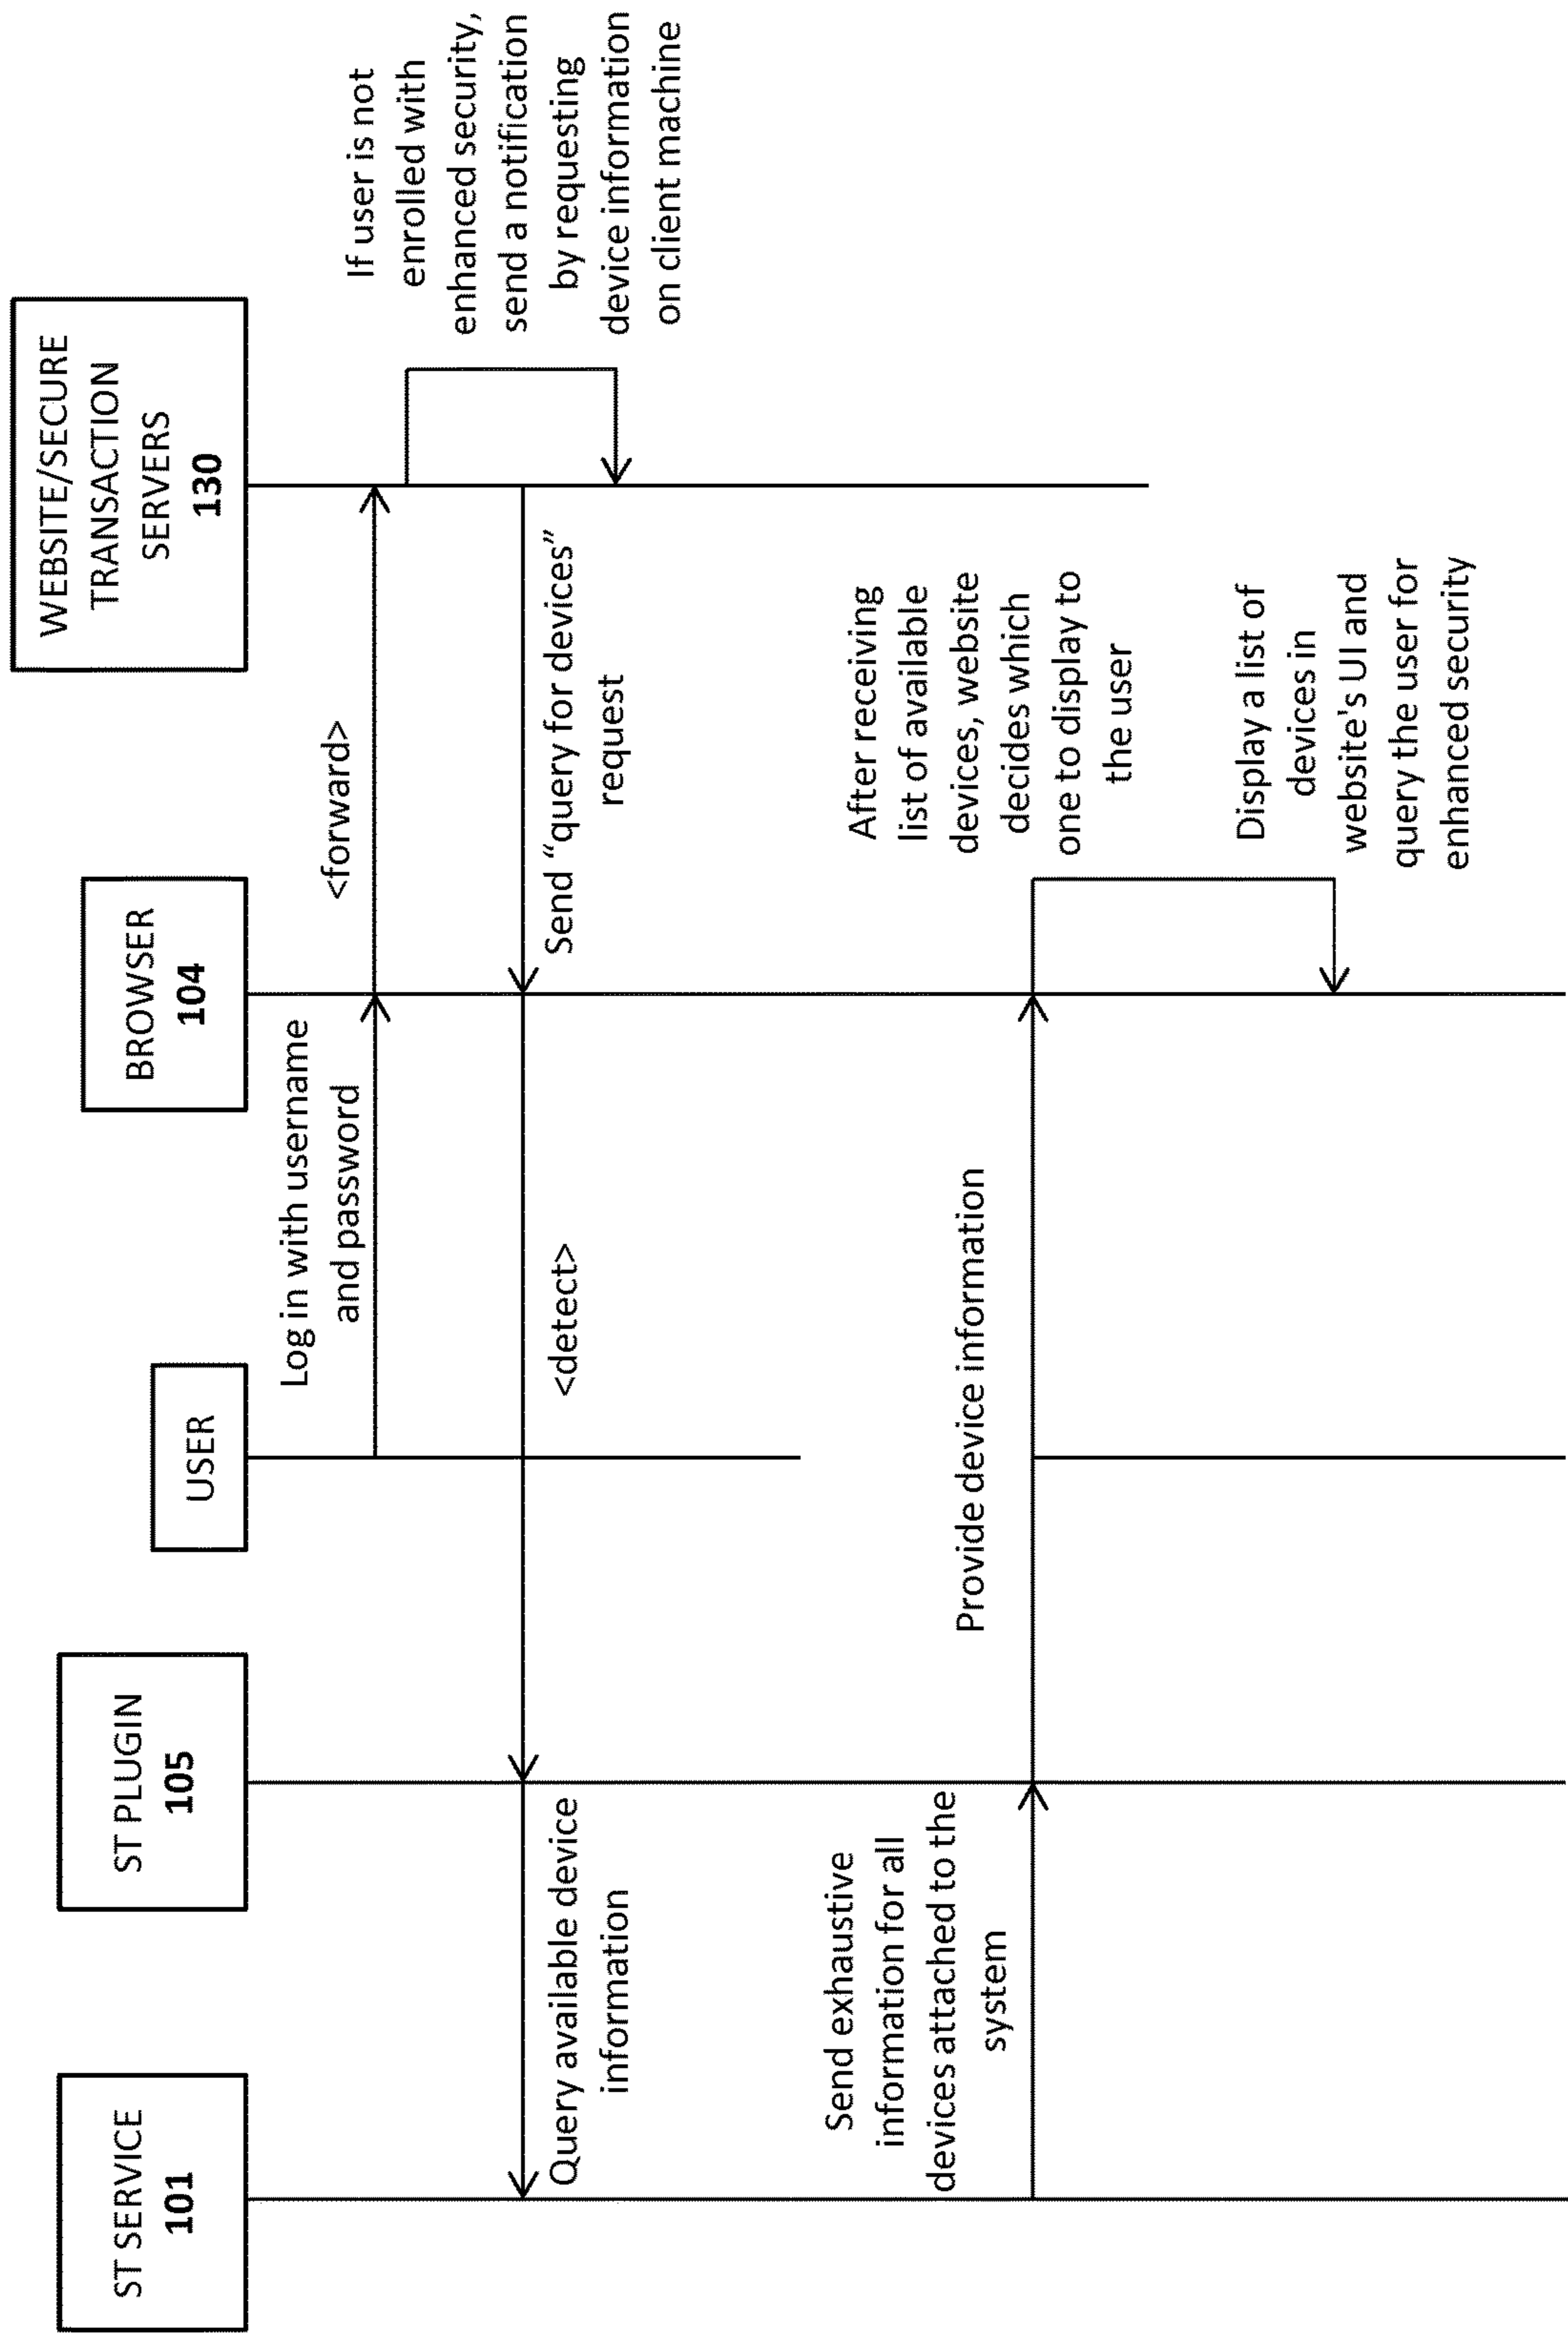 ST SERVICE
101
ST PLUGIN
105
USER
BROWSER
104
WEBSITE/SECURE
TRANSACTION
SERVERS
130
Log in with username
and password
<forward>
If user is not
enrolled with
enhanced security,
send a notification
by requesting
device information
on client machine
Send “query for devices”
request
<detect>
Query available device
information
Send exhaustive
information for all
devices attached to the
system
Provide device information
After receiving
list of available
devices, website
decides which
one to display to
the user
Display a list of
devices in
website's UI and
query the user for
enhanced security